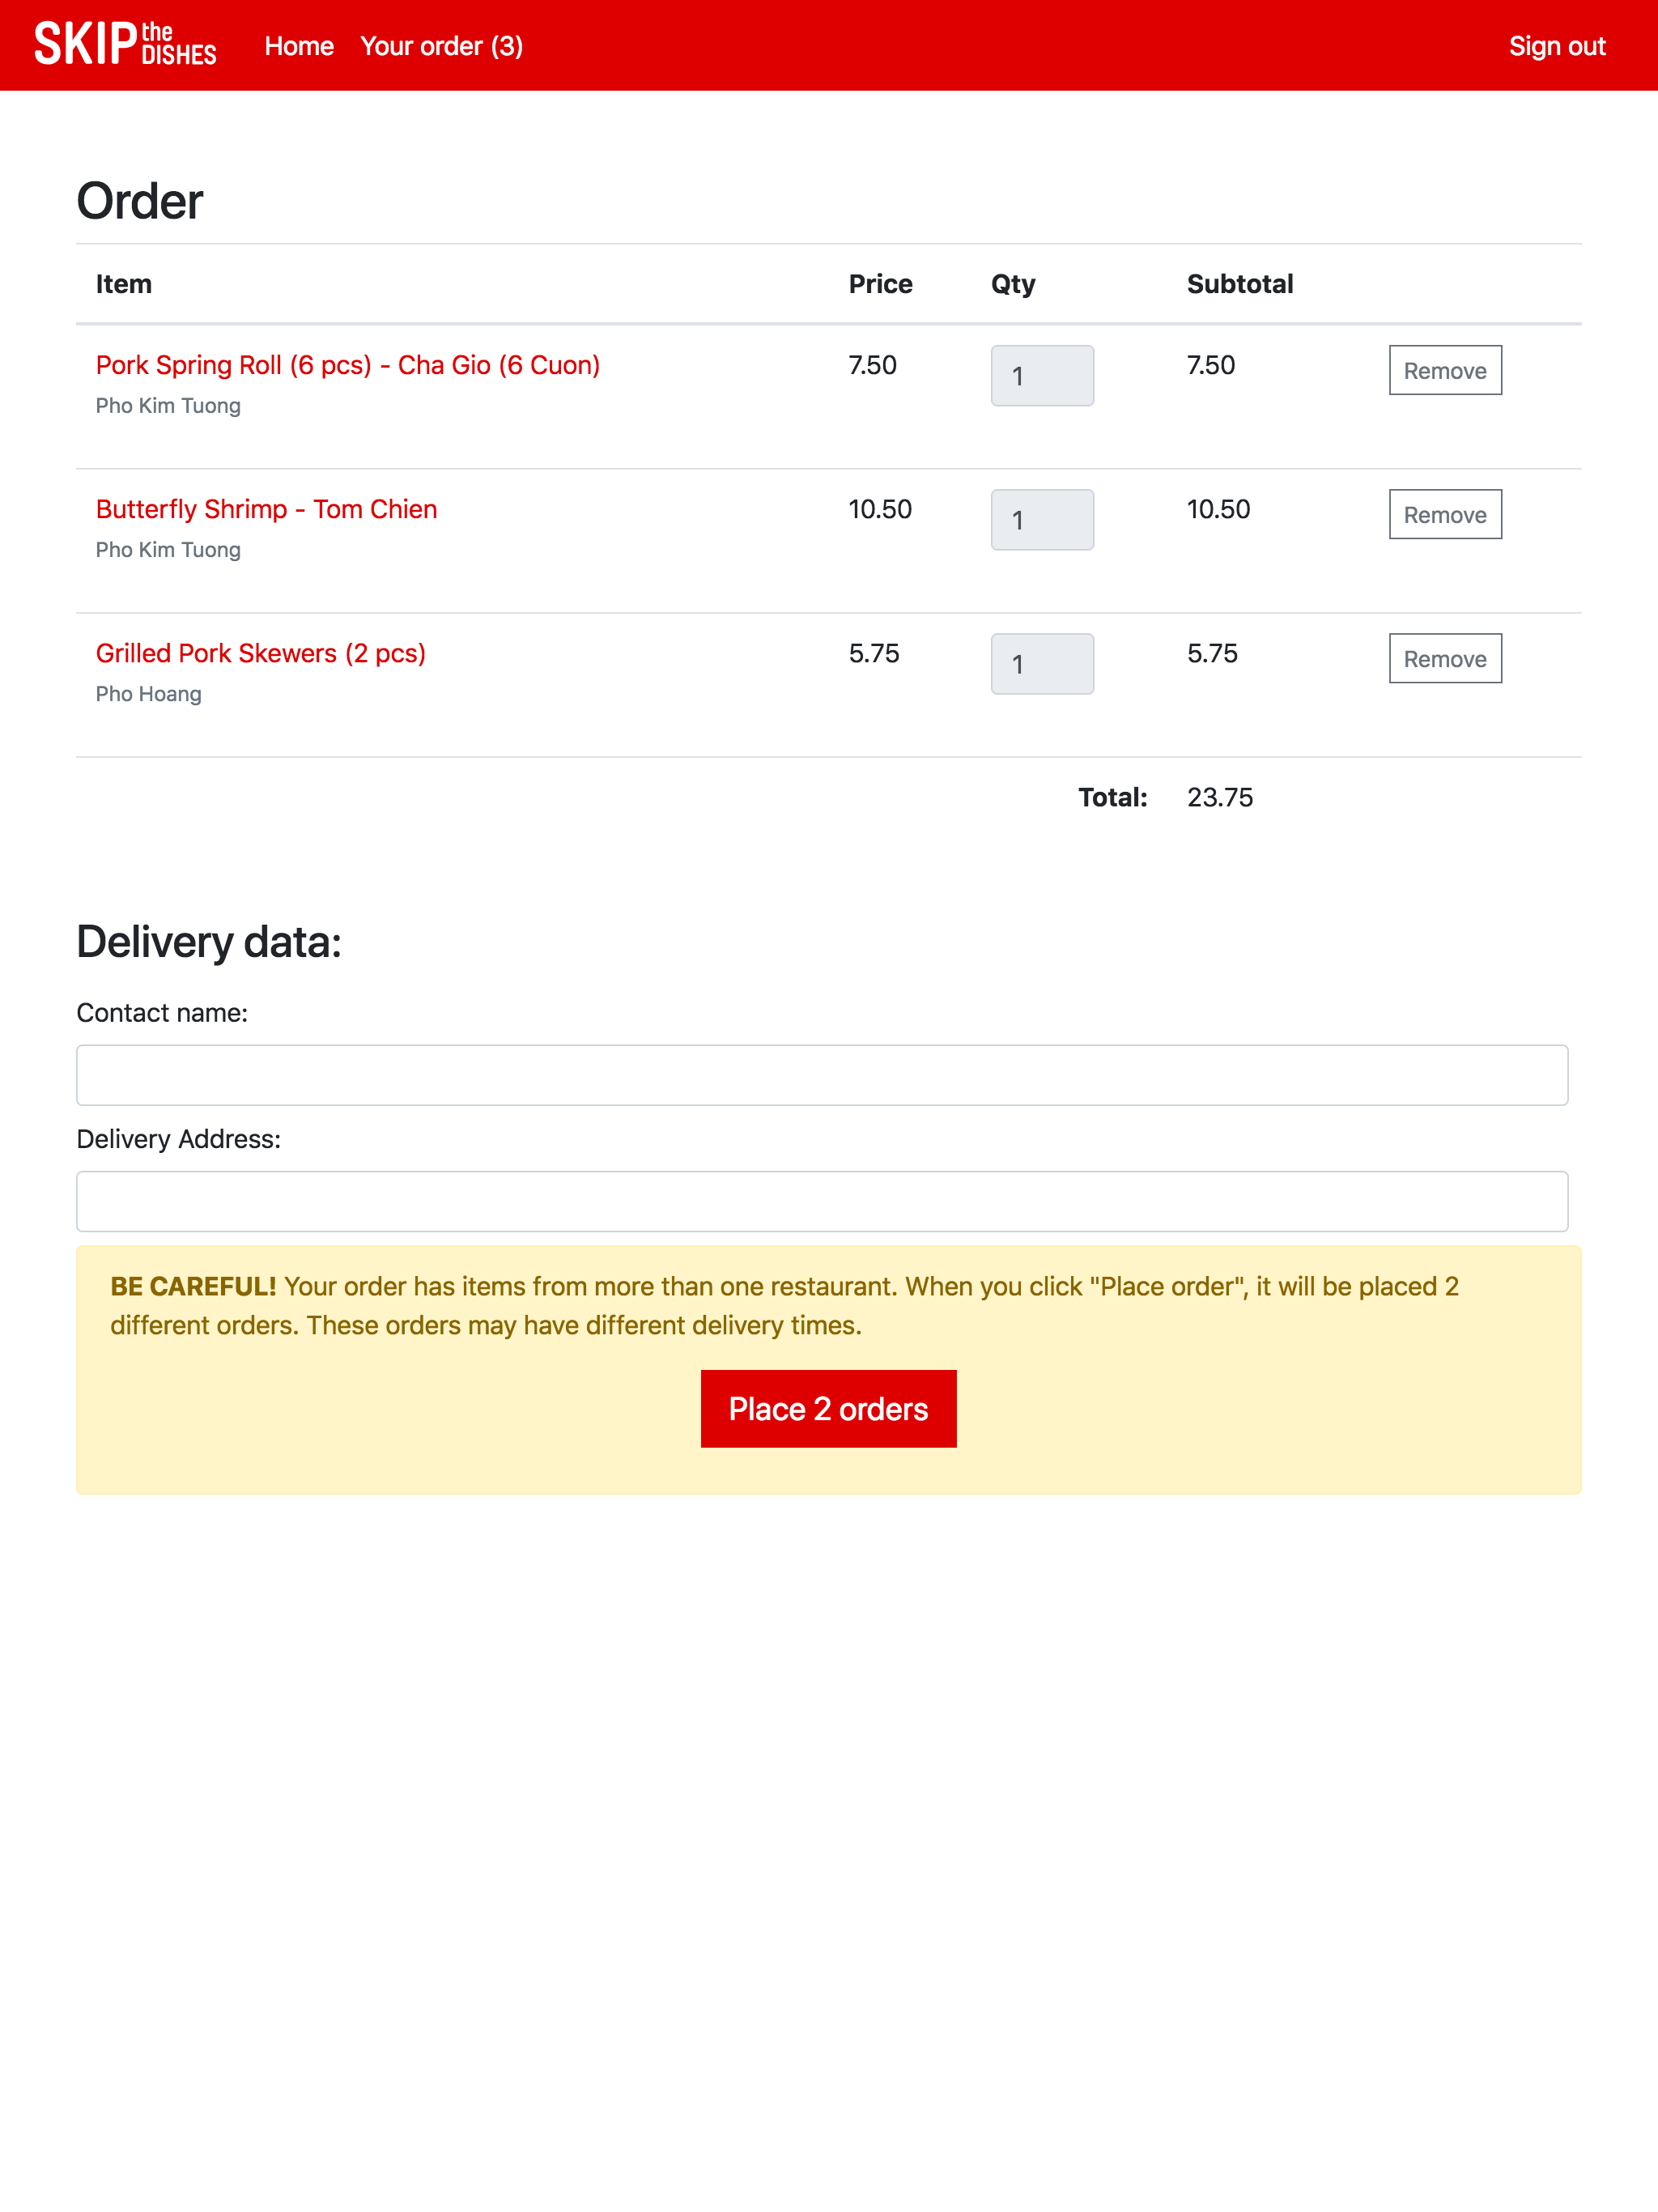 SKIP the DISHES Home Your order (3) Sign out
Order
Item Price Qty Subtotal
Pork Spring Roll (6 pcs) - Cha Gio (6 Cuon) 7.50 1 7.50 Remove
Pho Kim Tuong
Butterfly Shrimp - Tom Chien 10.50 1 10.50 Remove
Pho Kim Tuong
Grilled Pork Skewers (2 pcs) 5.75 1 5.75 Remove
Pho Hoang
Total: 23.75
Delivery data:
Contact name:
Delivery Address:
BE CAREFUL! Your order has items from more than one restaurant. When you click "Place order", it will be placed 2
different orders. These orders may have different delivery times.
Place 2 orders